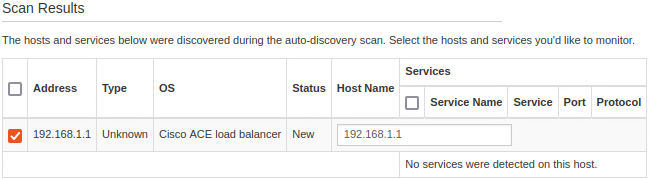 Scan Results
The hosts and services below were discovered during the auto-discovery scan. Select the hosts and services you'd like to monitor.
Address Type OS Status Host Name Services
Service Name Service Port Protocol
192.168.1.1 Unknown Cisco ACE load balancer New 192.168.1.1
No services were detected on this host.